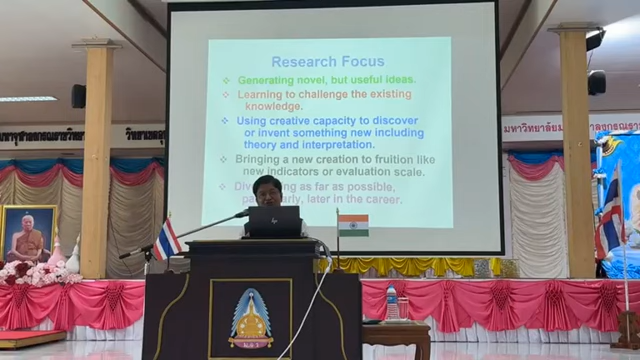 Research Focus
❖ Generating novel, but useful ideas.
❖ Learning to challenge the existing
knowledge.
❖ Using creative capacity to discover
or invent something new including
theory and interpretation.
❖ Bringing a new creation to fruition like
new indicators or evaluation scale.
❖ as far as possible,
later in the career.
hp